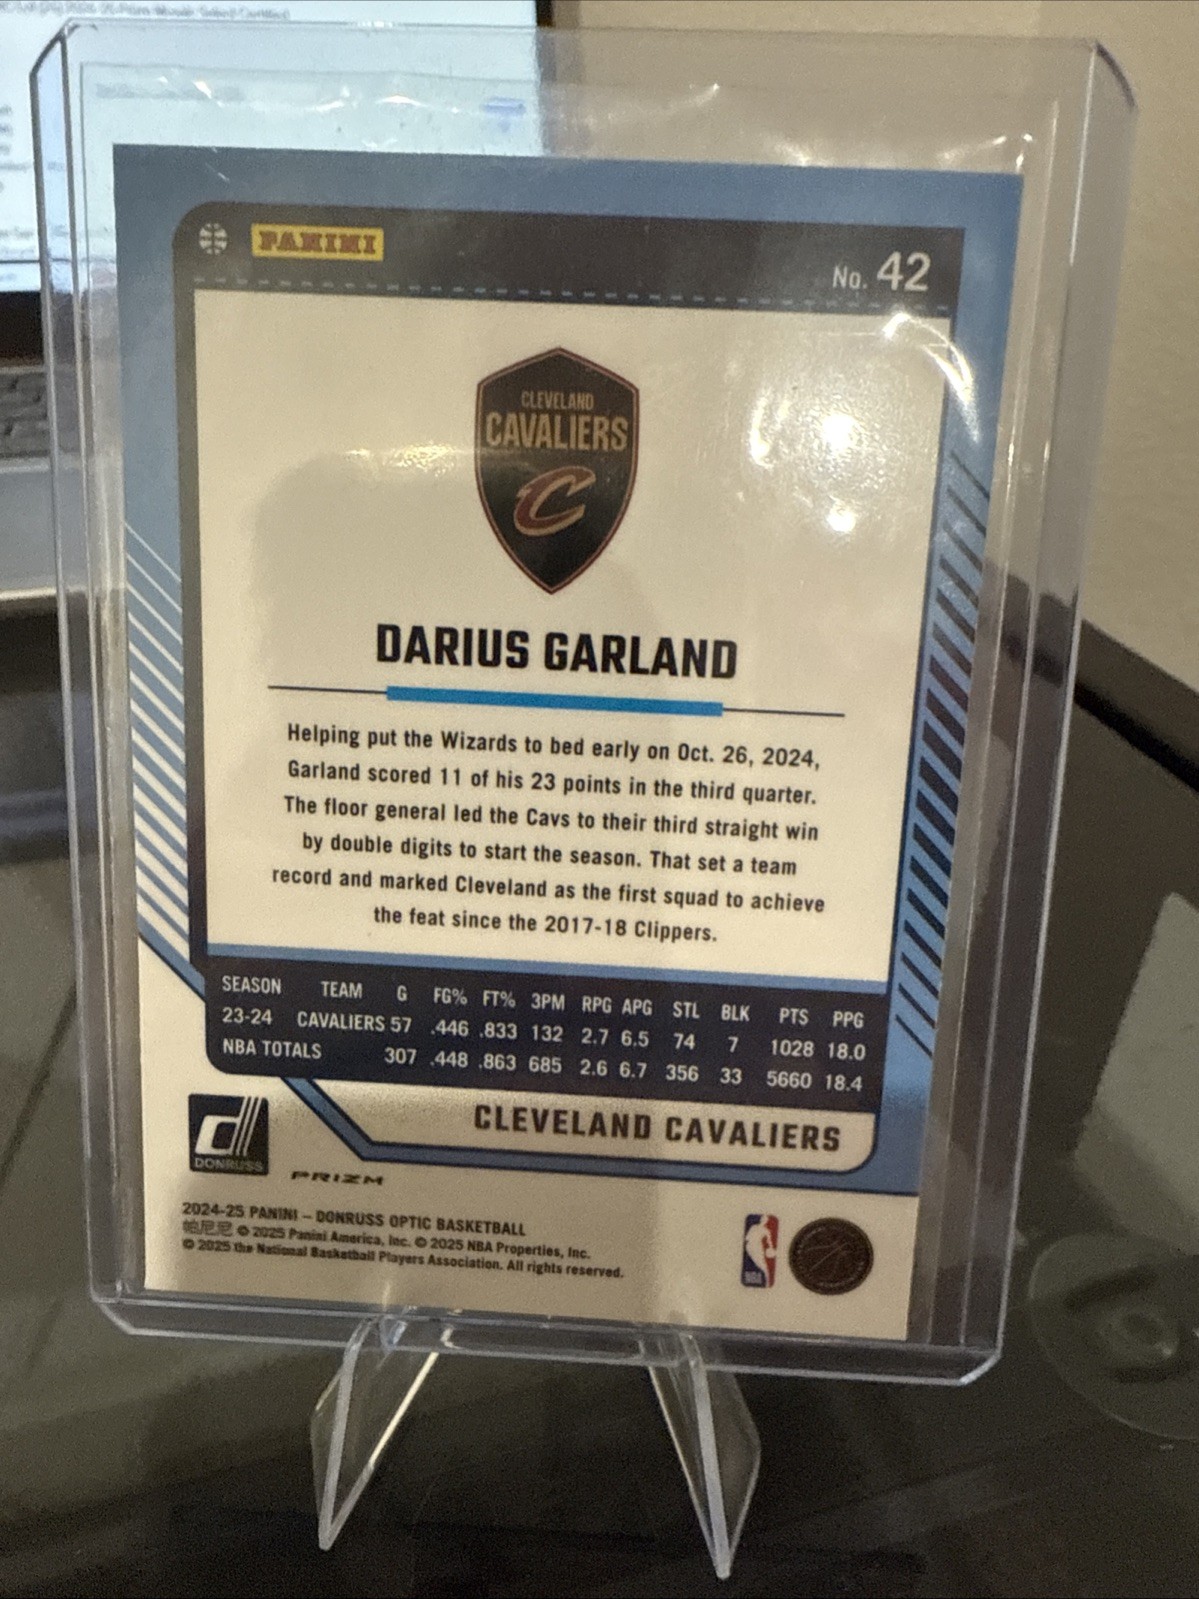 PANINI
No. 42
CLEVELAND
CAVALIERS
C
DARIUS GARLAND
Helping put the Wizards to bed early on Oct. 26, 2024,
Garland scored 11 of his 23 points in the third quarter.
The floor general led the Cavs to their third straight win
by double digits to start the season. That set a team
record and marked Cleveland as the first squad to achieve
the feat since the 2017-18 Clippers.
SEASON TEAM G FG% FT% 3PM RPG APG STL BLK PTS PPG
23-24 CAVALIERS 57 .446 .833 132 2.7 6.5 74 7 1028 18.0
NBA TOTALS 307 .448 .863 685 2.6 6.7 356 33 5660 18.4
CLEVELAND CAVALIERS
d
DONRUSS
PRIZM
2024-25 PANINI – DONRUSS OPTIC BASKETBALL
帕尼尼 © 2025 Panini America, Inc. © 2025 NBA Properties, Inc.
© 2025 the National Basketball Players Association. All rights reserved.
NBA